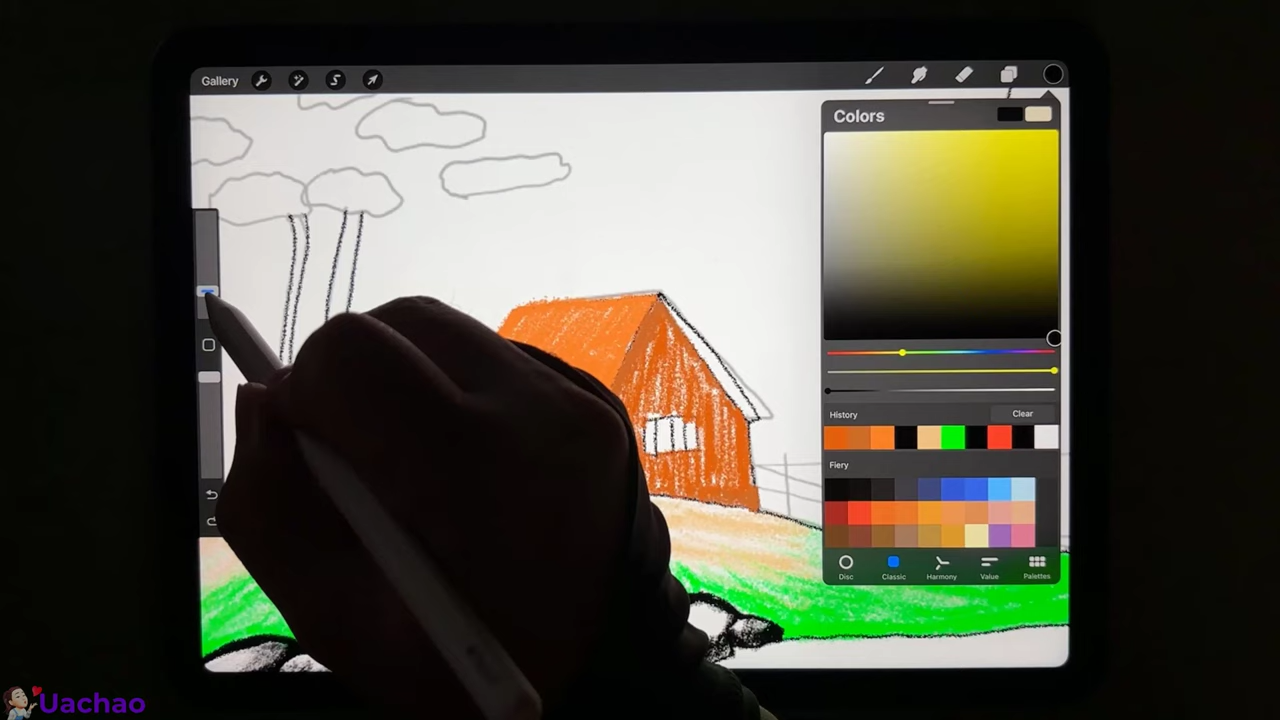 Gallery
Colors
History
Clear
Fiery
Disc
Classic
Harmony
Value
Palettes
Uachao